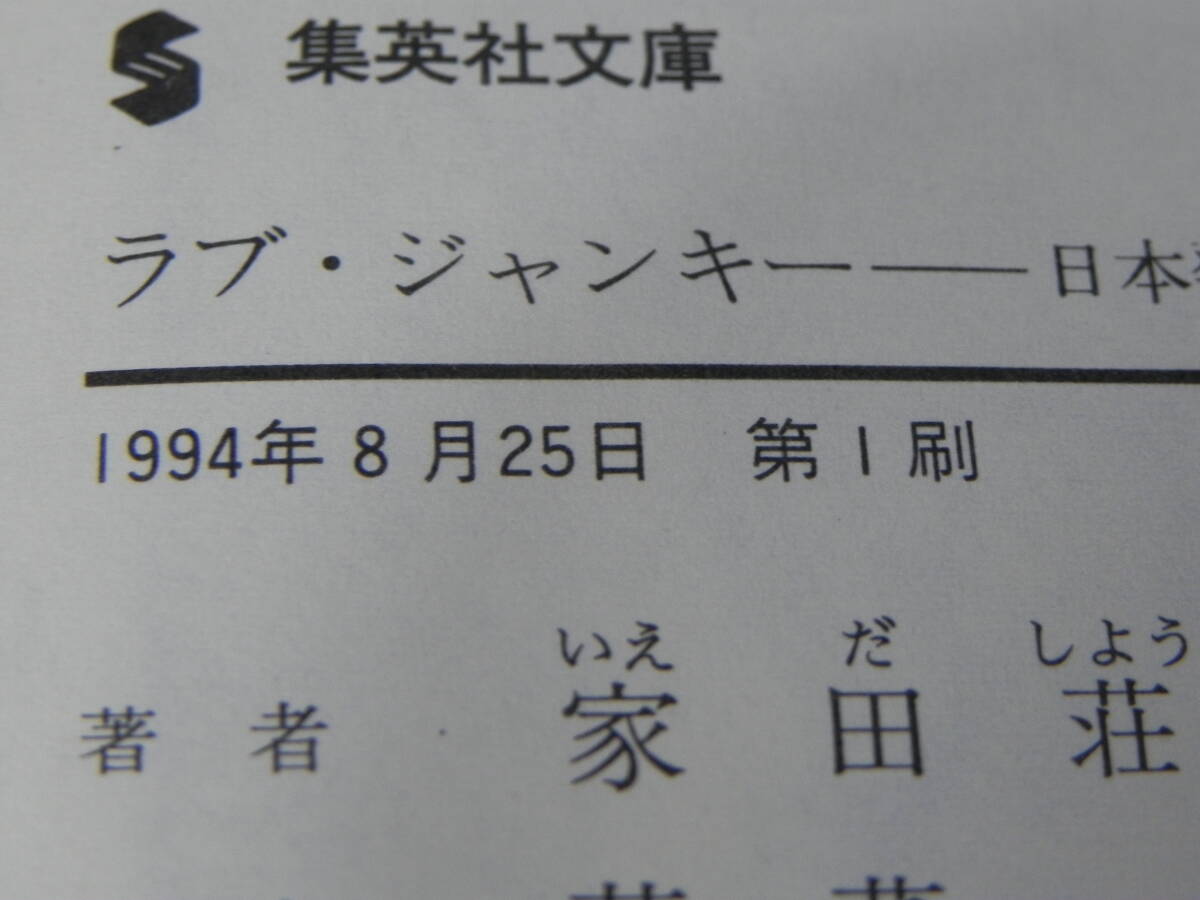 集英社文庫
ラブ・ジャンキー――日本
1994年8月25日 第1刷
いえ だ しよう
著者 家田荘